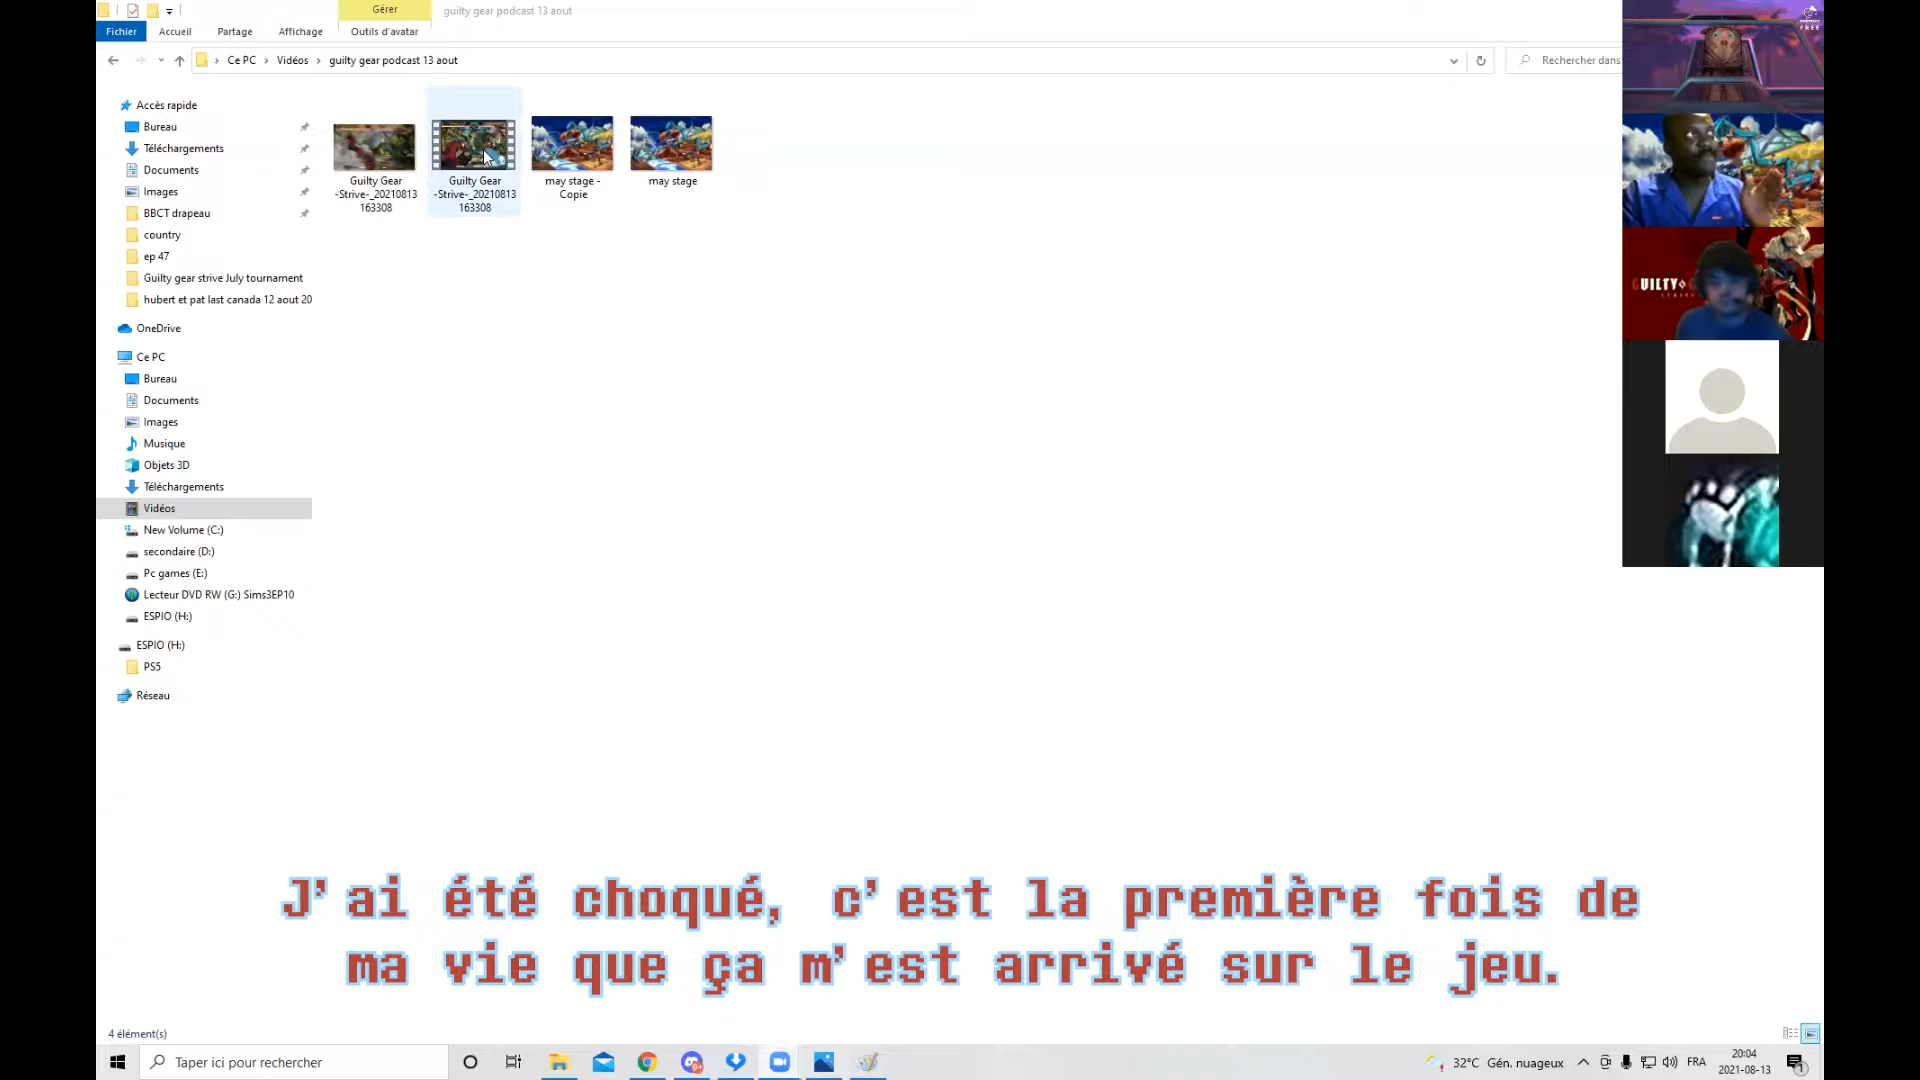 Gérer
guilty gear podcast 13 aout
Fichier
Accueil
Partage
Affichage
Outils d'avatar
Ce PC
Vidéos
guilty gear podcast 13 aout
Rechercher dans
Accès rapide
Bureau
Téléchargements
Documents
Images
BBCT drapeau
country
ep 47
Guilty gear strive July tournament
hubert et pat last canada 12 aout 20
OneDrive
Ce PC
Bureau
Documents
Images
Musique
Objets 3D
Téléchargements
Vidéos
New Volume (C:)
secondaire (D:)
Pc games (E:)
Lecteur DVD RW (G:) Sims3EP10
ESPIO (H:)
ESPIO (H:)
PS5
Réseau
Guilty Gear
-Strive-_20210813
163308
Guilty Gear
-Strive-_20210813
163308
may stage -
Copie
may stage
FREE
GUILTY
J'ai été choqué, c'est la première fois de
ma vie que ça m'est arrivé sur le jeu.
4 élément(s)
Taper ici pour rechercher
32°C Gén. nuageux
FRA
20:04
2021-08-13
1